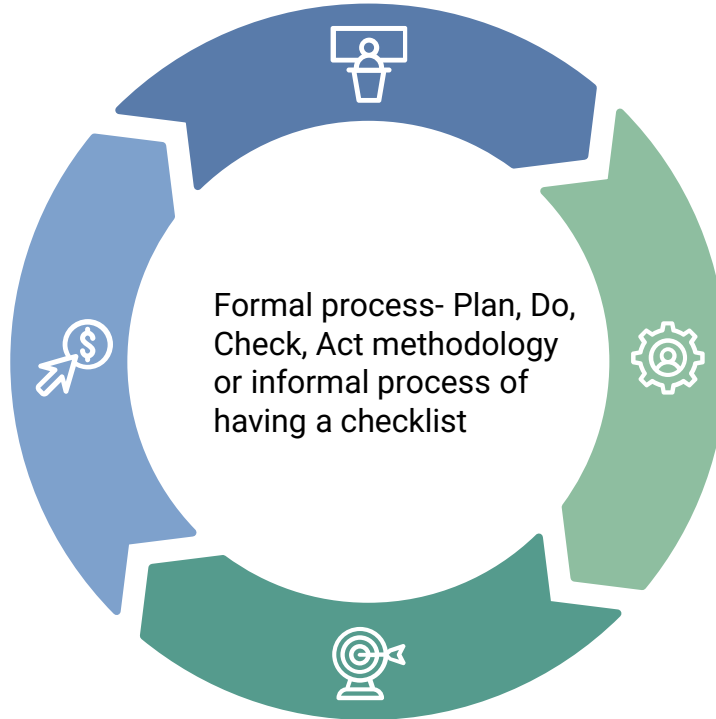 Formal process- Plan, Do,
Check, Act methodology
or informal process of
having a checklist
$